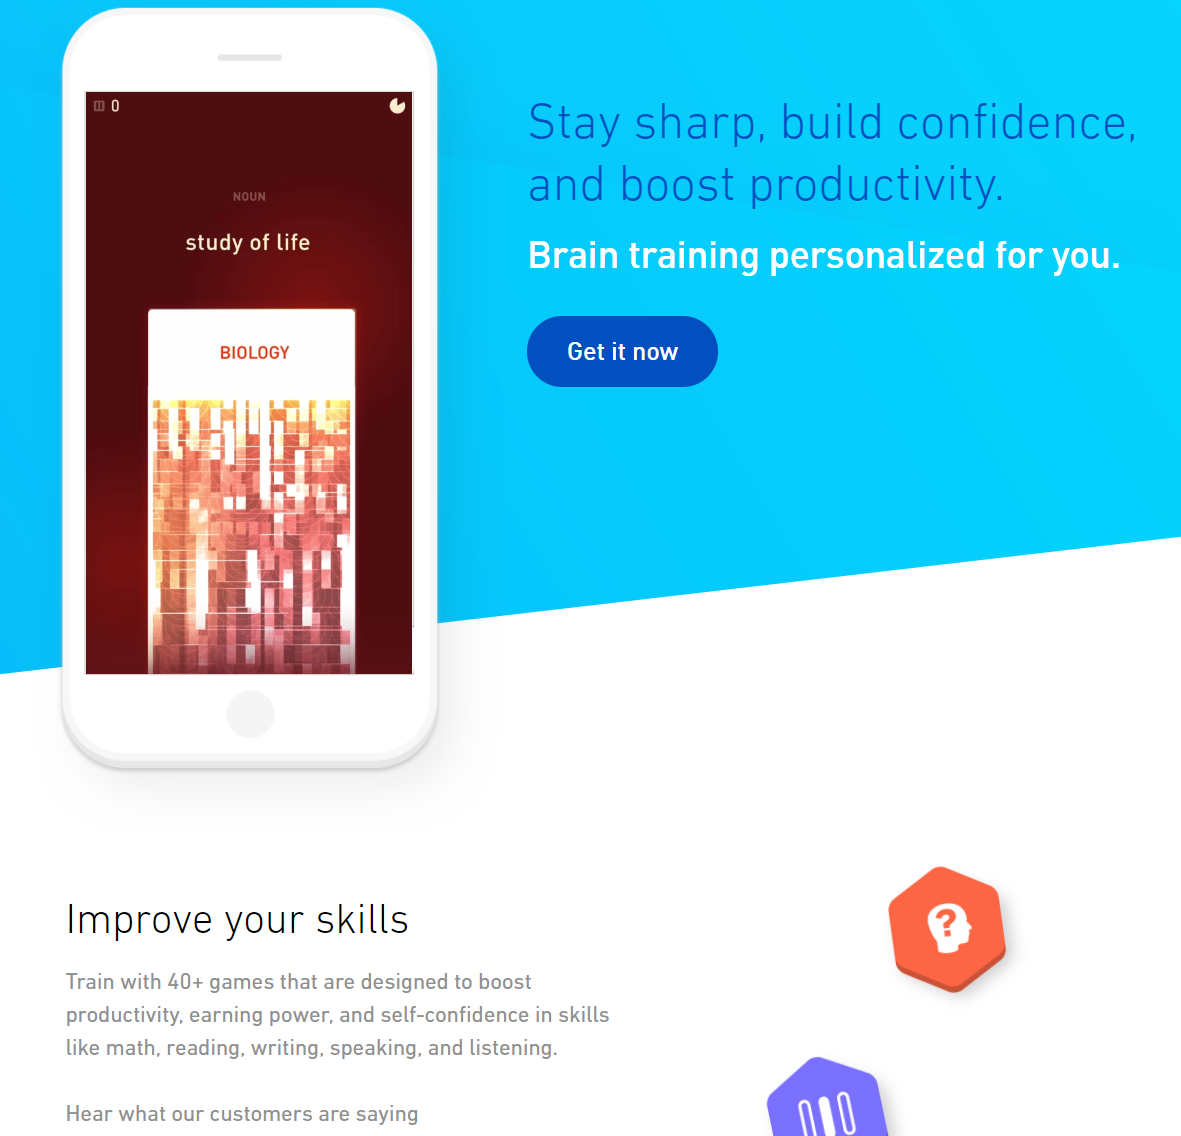 0
NOUN
study of life
BIOLOGY
Stay sharp, build confidence,
and boost productivity.
Brain training personalized for you.
Get it now
Improve your skills
Train with 40+ games that are designed to boost
productivity, earning power, and self-confidence in skills
like math, reading, writing, speaking, and listening.
Hear what our customers are saying
?